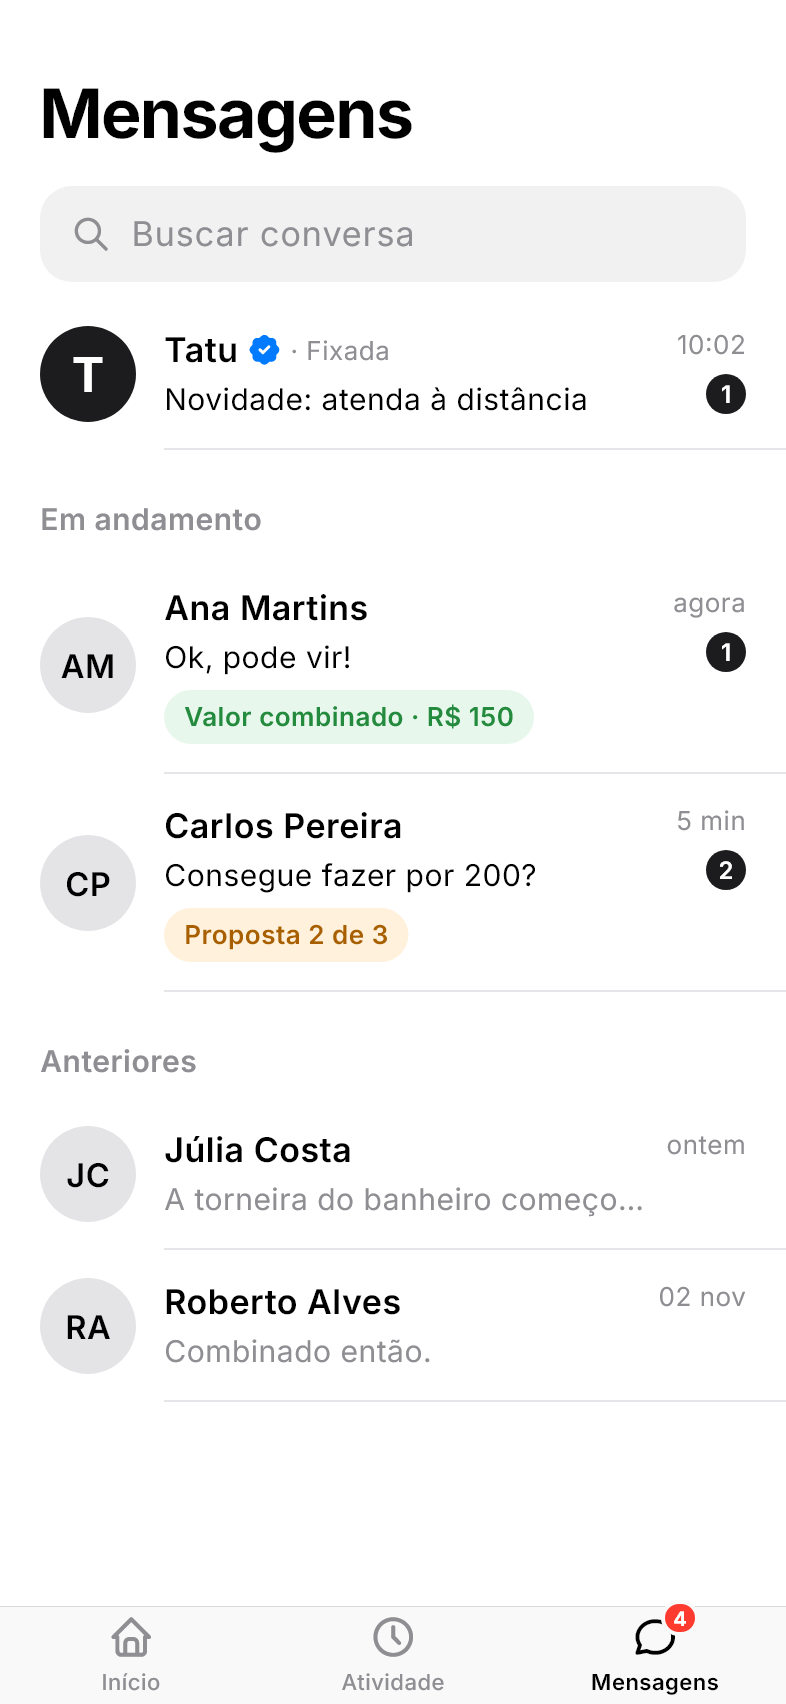 Mensagens
Buscar conversa
T
Tatu · Fixada
10:02
Novidade: atenda à distância
1
Em andamento
AM
Ana Martins
agora
Ok, pode vir!
1
Valor combinado · R$ 150
CP
Carlos Pereira
5 min
Consegue fazer por 200?
2
Proposta 2 de 3
Anteriores
JC
Júlia Costa
ontem
A torneira do banheiro começo...
RA
Roberto Alves
02 nov
Combinado então.
4
Início
Atividade
Mensagens